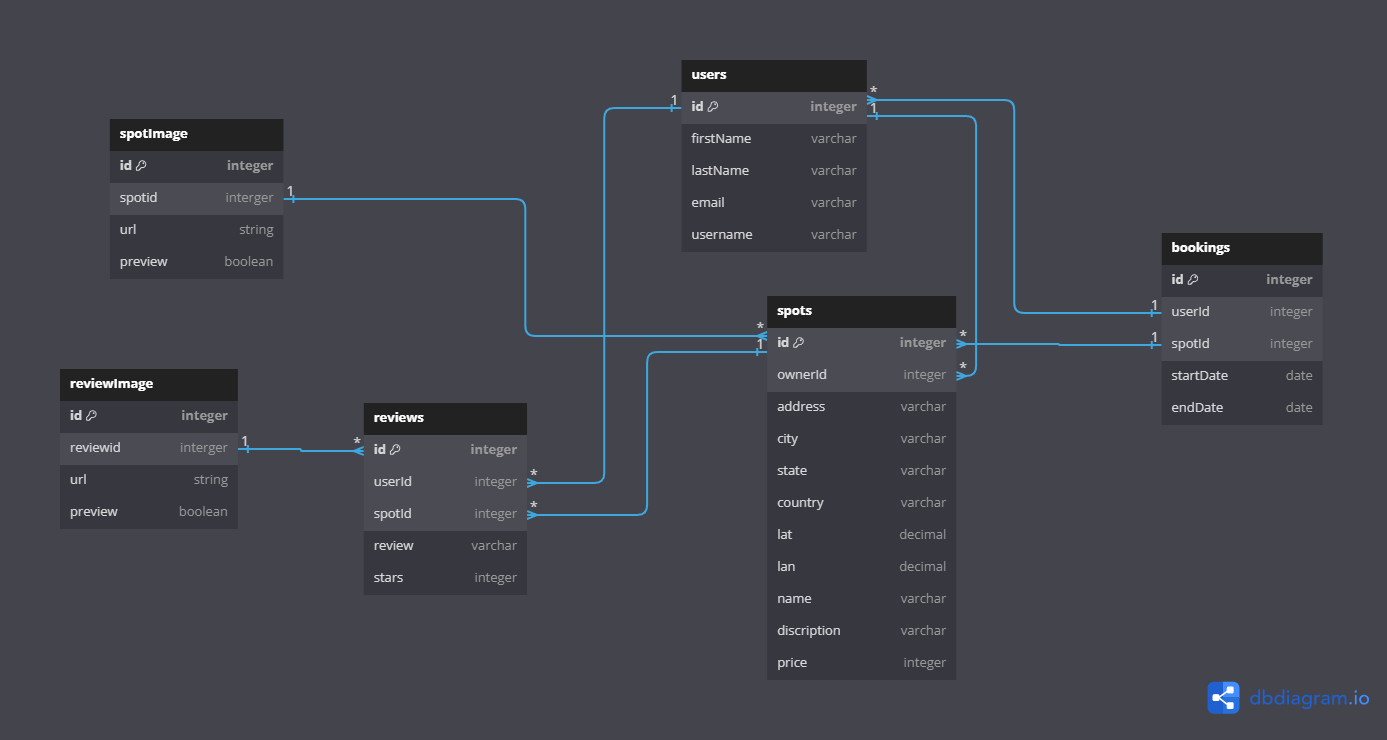 users
id integer
firstName varchar
lastName varchar
email varchar
username varchar
* 
1
1
spotImage
id integer
spotid interger
url string
preview boolean
1
bookings
id integer
userId integer
spotId integer
startDate date
endDate date
1
1
spots
id integer
ownerId integer
address varchar
city varchar
state varchar
country varchar
lat decimal
lan decimal
name varchar
discription varchar
price integer
*
1
*
*
reviewImage
id integer
reviewid interger
url string
preview boolean
1
reviews
id integer
userId integer
spotId integer
review varchar
stars integer
*
*
*
dbdiagram.io